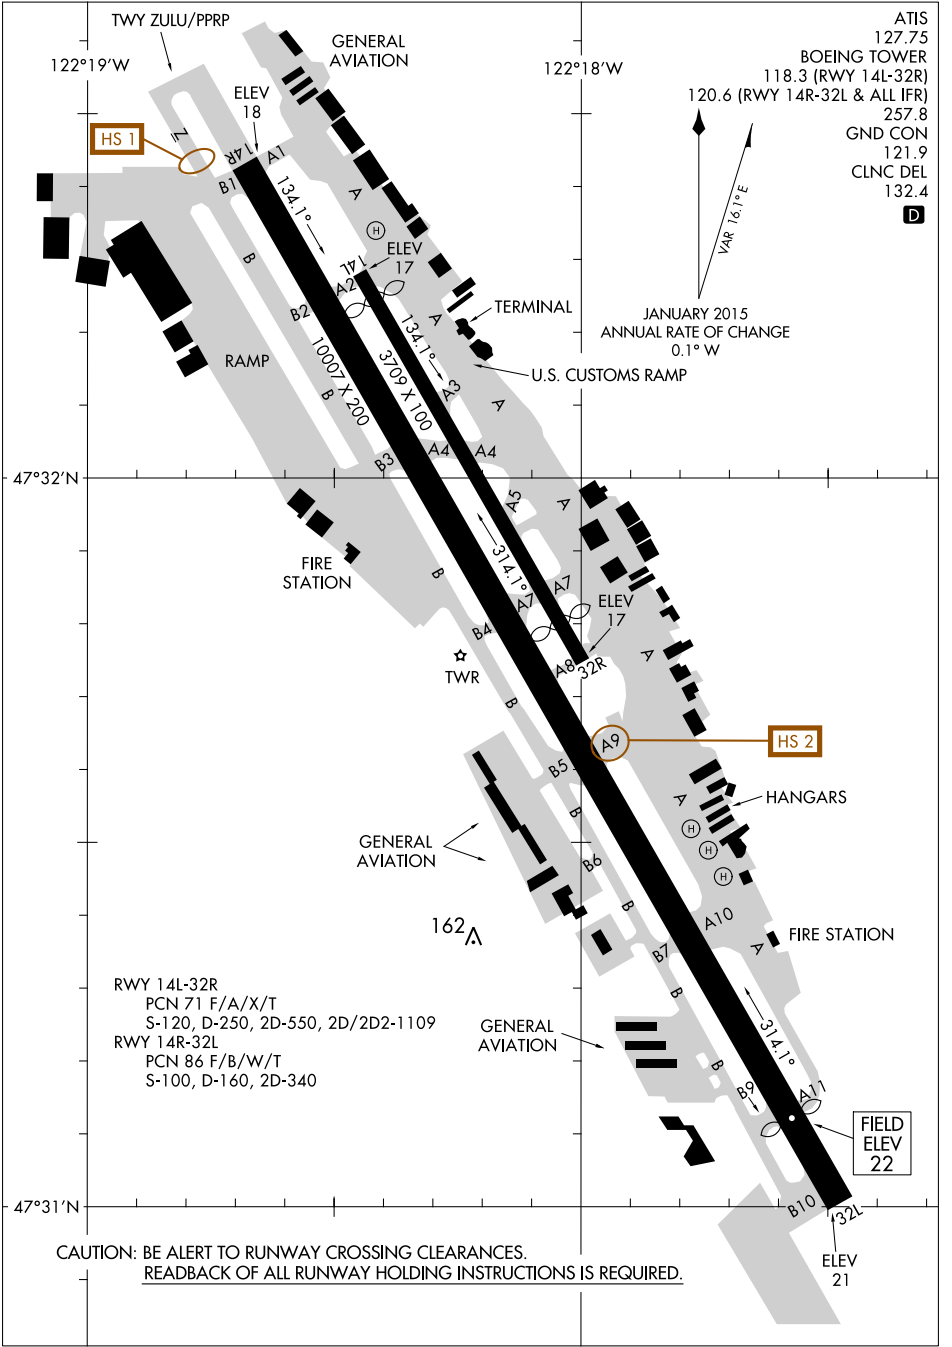 TWY ZULU/PPRP
GENERAL
AVIATION
122°19'W
122°18'W
ATIS
127.75
BOEING TOWER
118.3 (RWY 14L-32R)
120.6 (RWY 14R-32L & ALL IFR)
257.8
GND CON
121.9
CLNC DEL
132.4
D
VAR 16.1° E
JANUARY 2015
ANNUAL RATE OF CHANGE
0.1° W
ELEV
18
HS 1
Z
14R
A1
B1
134.1°
A
H
B
ELEV
17
14L
A2
B2
A
TERMINAL
134.1°
U.S. CUSTOMS RAMP
RAMP
10007 X 200
3709 X 100
B
A3
A
A4
A4
B3
47°32'N
A5
A
314.1°
FIRE
STATION
B
A7
A7
ELEV
17
B4
TWR
A8
32R
A
B
A9
HS 2
B5
A
HANGARS
B
H
H
H
GENERAL
AVIATION
B6
B
A10
162
B7
A
FIRE STATION
RWY 14L-32R
PCN 71 F/A/X/T
S-120, D-250, 2D-550, 2D/2D2-1109
RWY 14R-32L
PCN 86 F/B/W/T
S-100, D-160, 2D-340
B
GENERAL
AVIATION
314.1°
B
B9
A11
FIELD
ELEV
22
47°31'N
B10
32L
ELEV
21
CAUTION: BE ALERT TO RUNWAY CROSSING CLEARANCES.
READBACK OF ALL RUNWAY HOLDING INSTRUCTIONS IS REQUIRED.